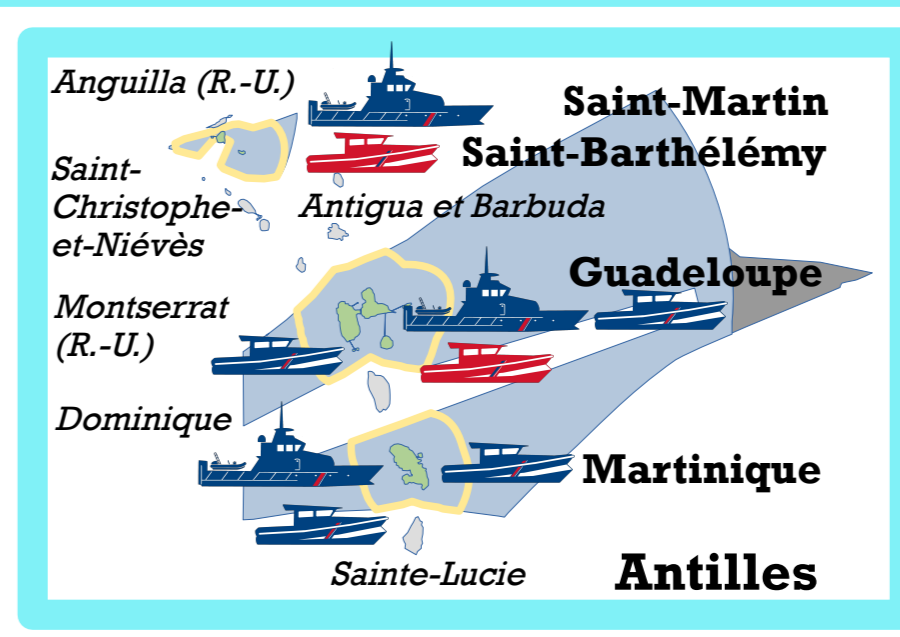 Anguilla (R.-U.)
Saint-Martin
Saint-Barthélémy
Saint-
Christophe-
et-Niévès
Antigua et Barbuda
Guadeloupe
Montserrat
(R.-U.)
Dominique
Martinique
Sainte-Lucie
Antilles